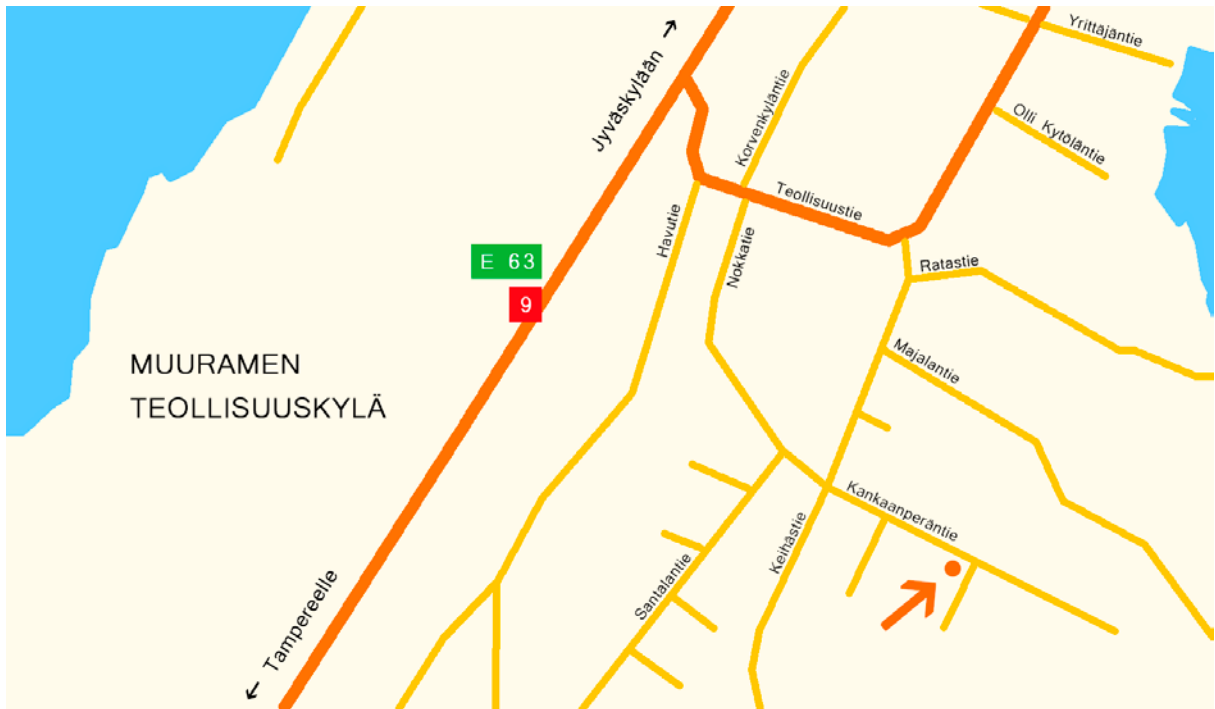 Yrittäjäntie
Jyväskylään
Olli Kytöläntie
Korvenkyläntie
Teollisuustie
Havutie
Nokkatie
E 63
Ratastie
9
MUURAMEN
TEOLLISUUSKYLÄ
Majalantie
Kankaanperäntie
Keihästie
Santalantie
Tampereelle